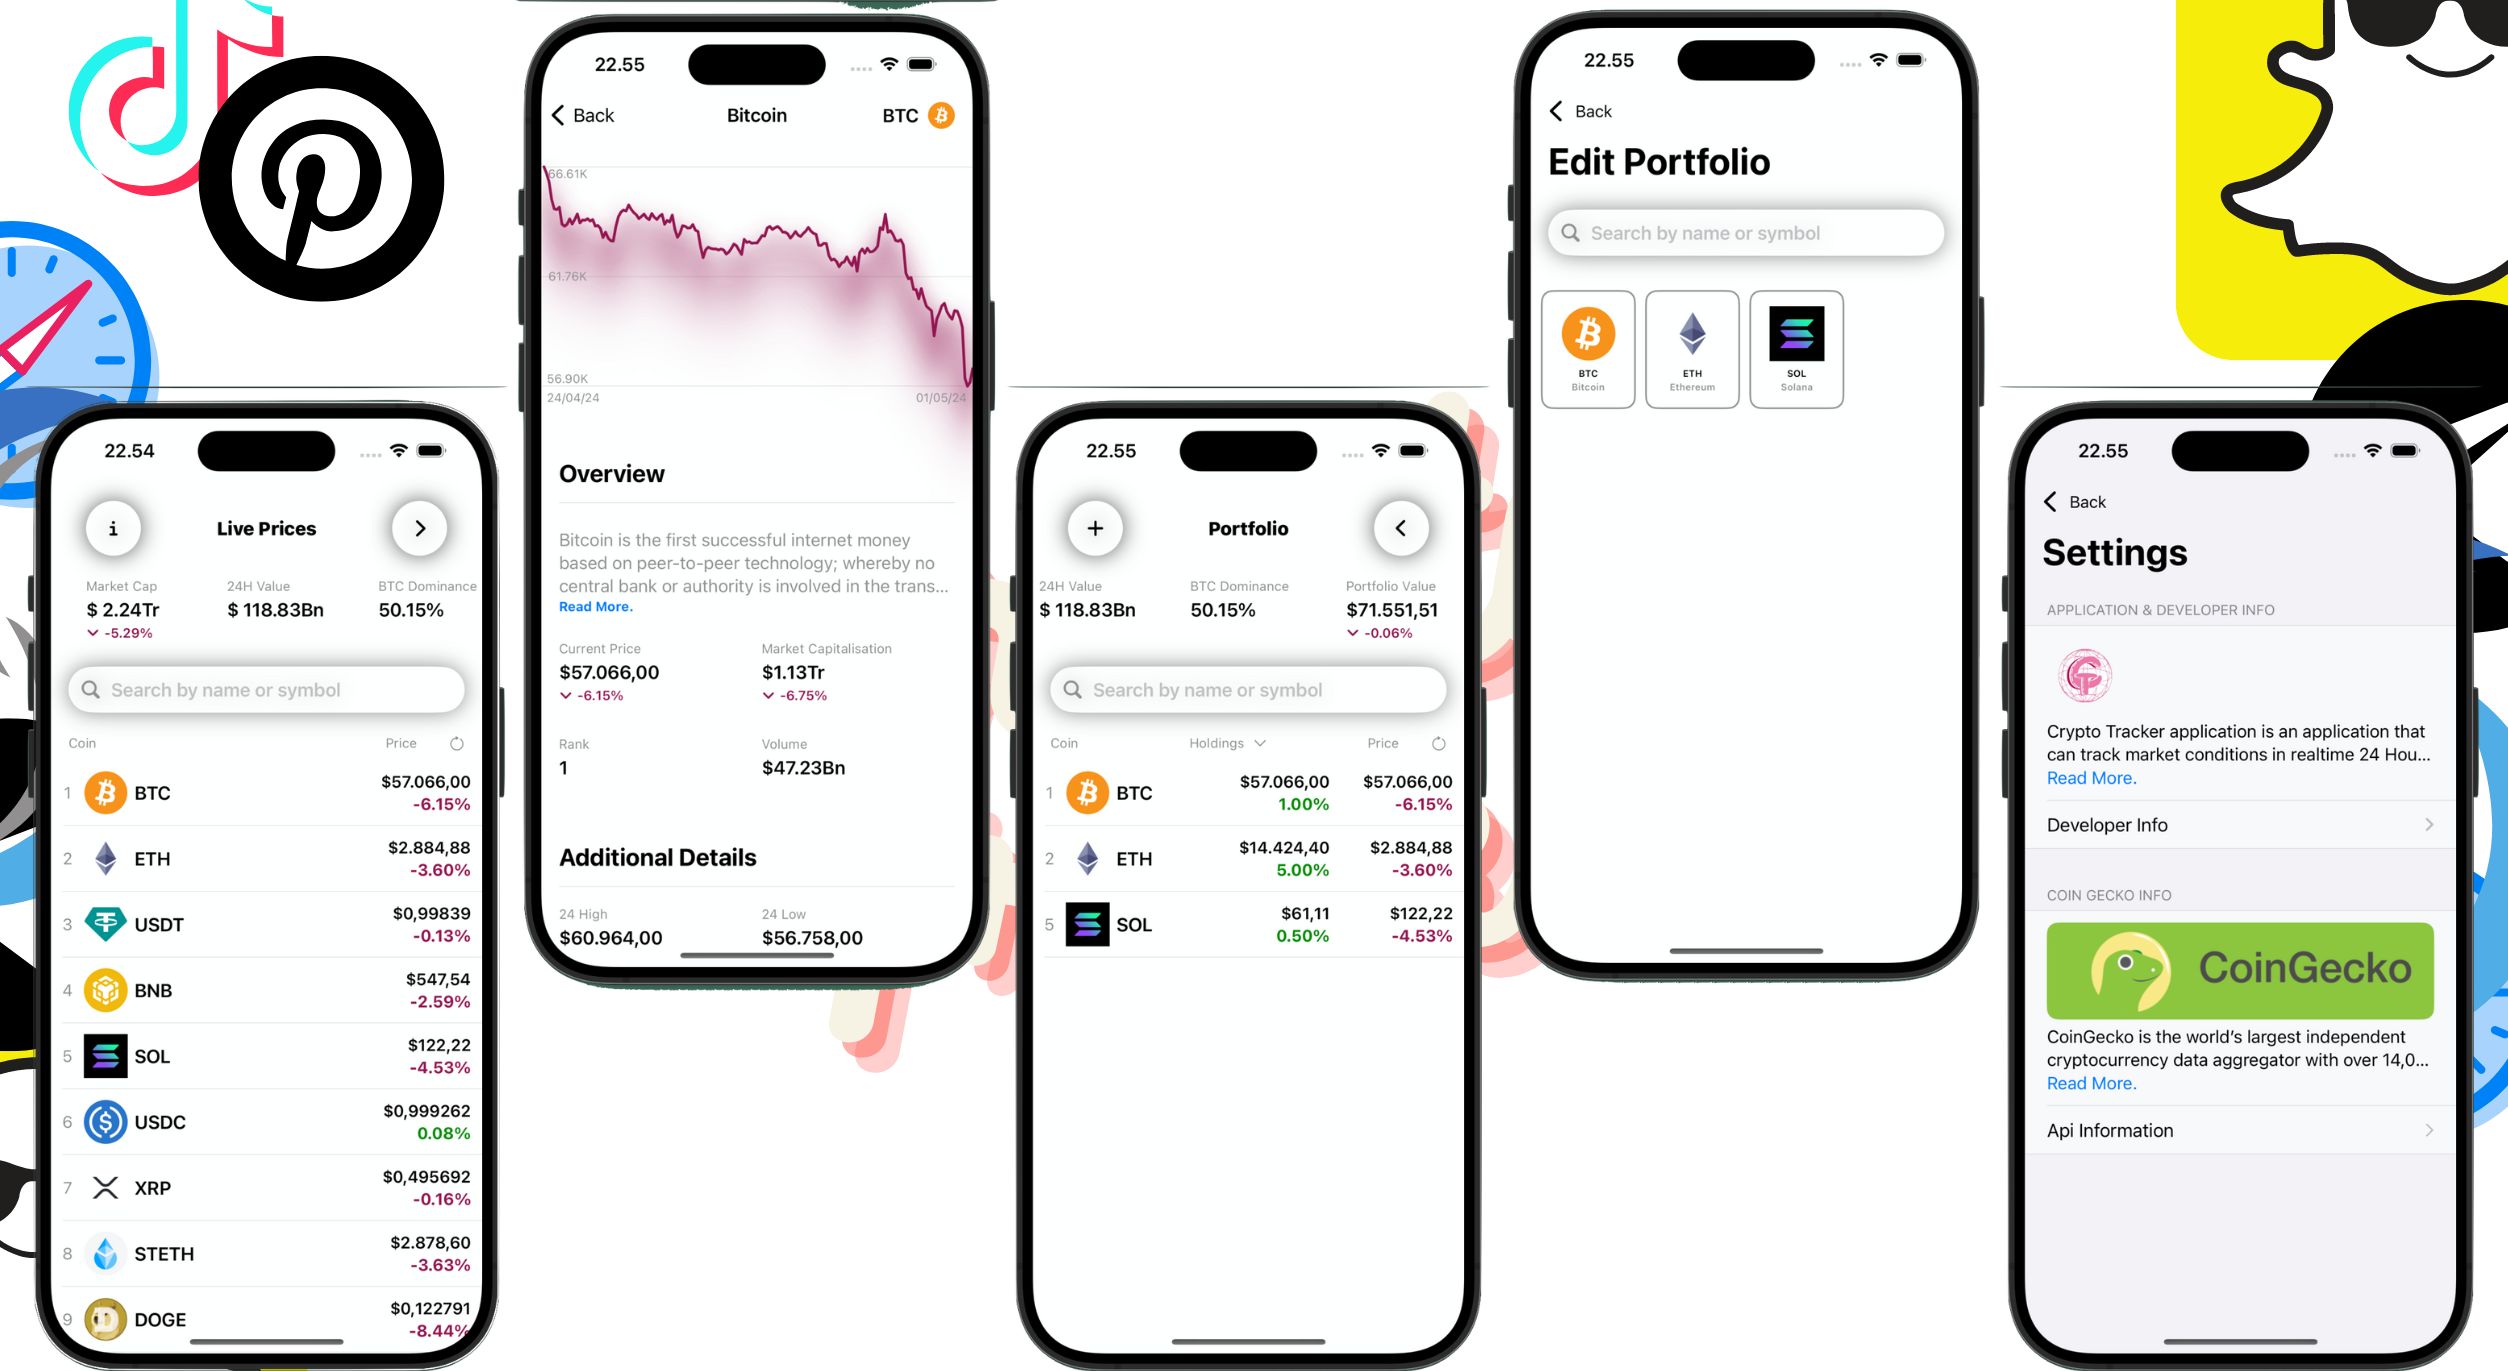 22.54
Live Prices
Market Cap
24H Value
BTC Dominance
$ 2.24Tr
$ 118.83Bn
50.15%
-5.29%
Search by name or symbol
Coin
Price
1
BTC
$57.066,00
-6.15%
2
ETH
$2.884,88
-3.60%
3
USDT
$0,99839
-0.13%
4
BNB
$547,54
-2.59%
5
SOL
$122,22
-4.53%
6
USDC
$0,999262
0.08%
7
XRP
$0,495692
-0.16%
8
STETH
$2.878,60
-3.63%
9
DOGE
$0,122791
-8.44%
22.55
Back
Bitcoin
BTC
66.61K
61.76K
56.90K
24/04/24
01/05/24
Overview
Bitcoin is the first successful internet money
based on peer-to-peer technology; whereby no
central bank or authority is involved in the trans...
Read More.
Current Price
Market Capitalisation
$57.066,00
$1.13Tr
-6.15%
-6.75%
Rank
Volume
1
$47.23Bn
Additional Details
24 High
24 Low
$60.964,00
$56.758,00
22.55
+
Portfolio
24H Value
BTC Dominance
Portfolio Value
$ 118.83Bn
50.15%
$71.551,51
-0.06%
Search by name or symbol
Coin
Holdings
Price
1
BTC
$57.066,00
$57.066,00
1.00%
-6.15%
2
ETH
$14.424,40
$2.884,88
5.00%
-3.60%
5
SOL
$61,11
$122,22
0.50%
-4.53%
22.55
Back
Edit Portfolio
Search by name or symbol
BTC
Bitcoin
ETH
Ethereum
SOL
Solana
22.55
Back
Settings
APPLICATION & DEVELOPER INFO
Crypto Tracker application is an application that
can track market conditions in realtime 24 Hou...
Read More.
Developer Info
COIN GECKO INFO
CoinGecko
CoinGecko is the world's largest independent
cryptocurrency data aggregator with over 14,0...
Read More.
Api Information